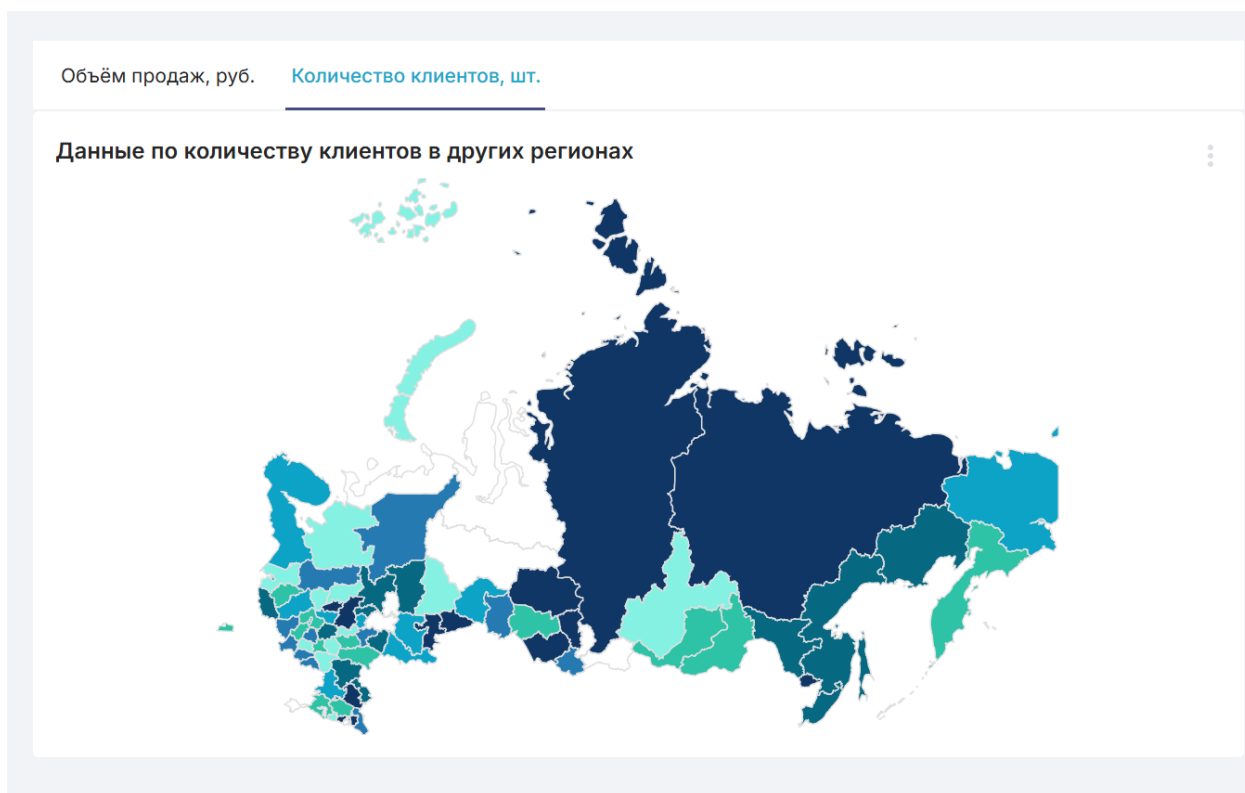 Объём продаж, руб. Количество клиентов, шт.
Данные по количеству клиентов в других регионах